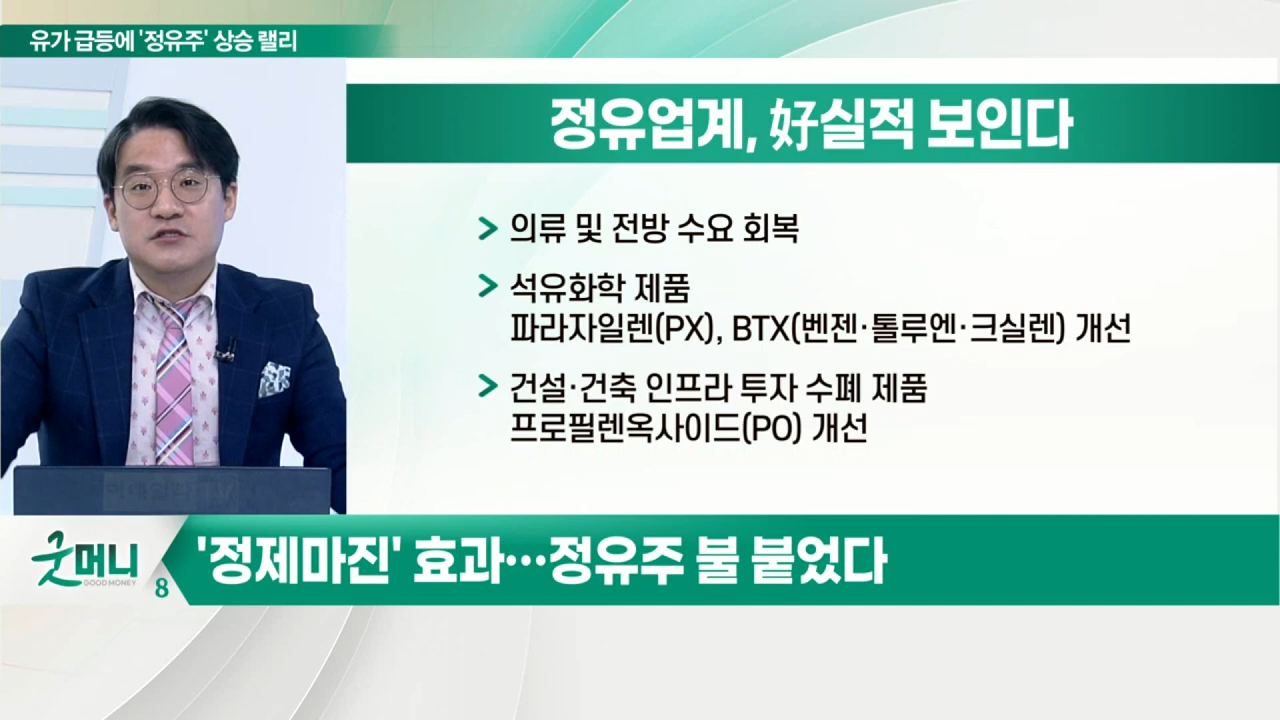 유가 급등에 '정유주' 상승 랠리
정유업계, 好실적 보인다
> 의류 및 전방 수요 회복
> 석유화학 제품
파라자일렌(PX), BTX(벤젠·톨루엔·크실렌) 개선
> 건설·건축 인프라 투자 수폐 제품
프로필렌옥사이드(PO) 개선
굿머니
GOOD MONEY
8
'정제마진' 효과…정유주 불 붙었다